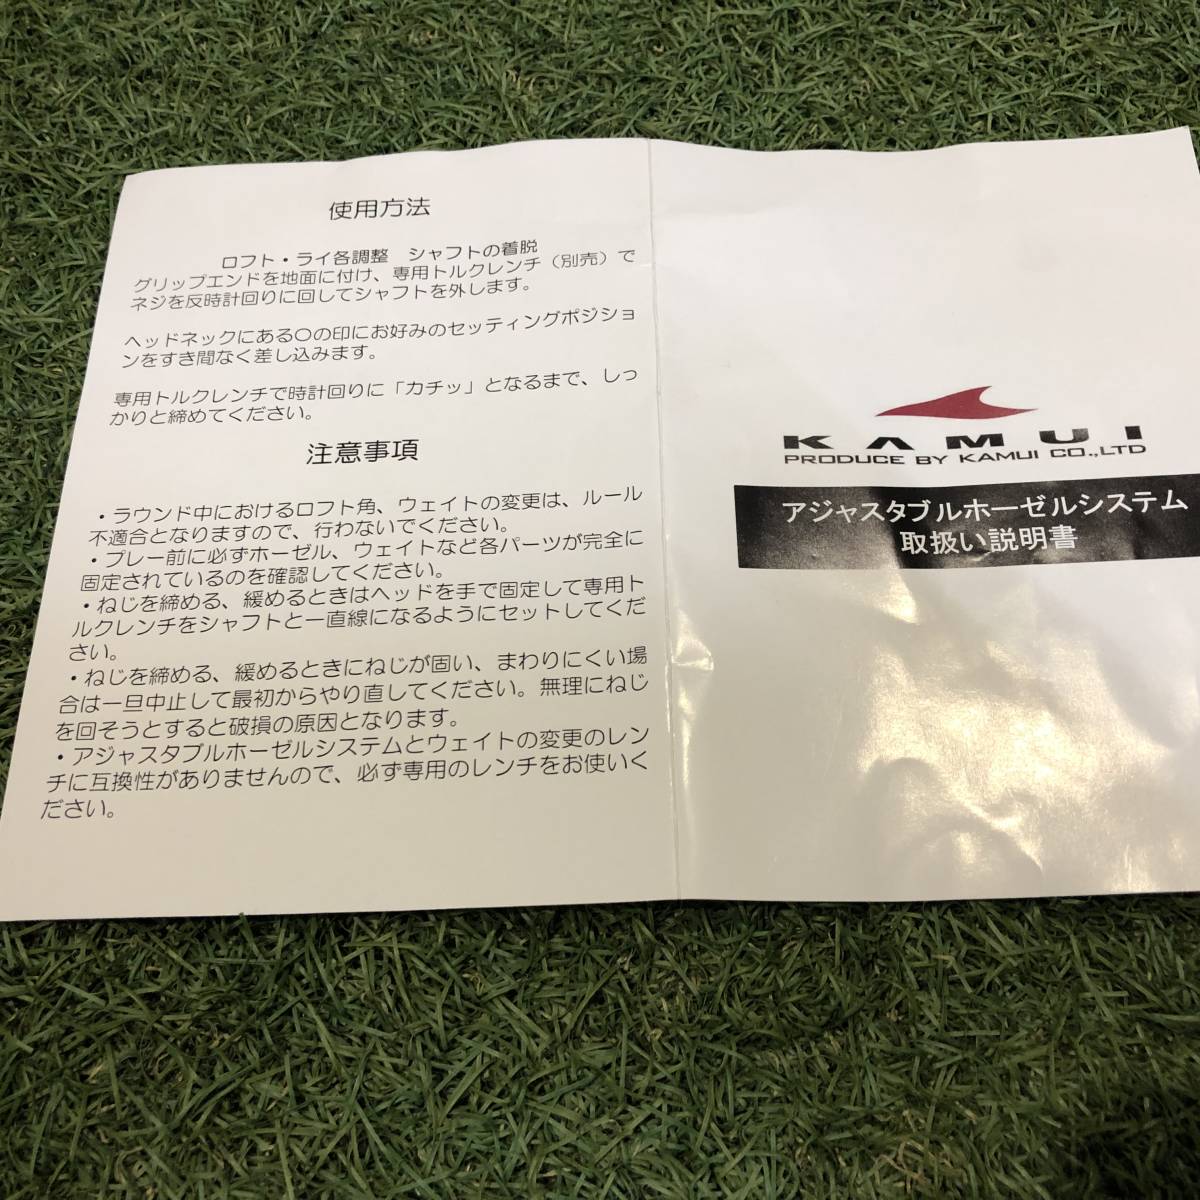 使用方法
ロフト・ライ各調整　シャフトの着脱
グリップエンドを地面に付け、専用トルクレンチ（別売）で
ネジを反時計回りに回してシャフトを外します。
ヘッドネックにある〇の印にお好みのセッティングポジショ
ンをすき間なく差し込みます。
専用トルクレンチで時計回りに「カチッ」となるまで、しっ
かりと締めてください。
注意事項
・ラウンド中におけるロフト角、ウェイトの変更は、ルール
不適合となりますので、行わないでください。
・プレー前に必ずホーゼル、ウェイトなど各パーツが完全に
固定されているのを確認してください。
・ねじを締める、緩めるときはヘッドを手で固定して専用ト
ルクレンチをシャフトと一直線になるようにセットしてくだ
さい。
・ねじを締める、緩めるときにねじが固い、まわりにくい場
合は一旦中止して最初からやり直してください。無理にねじ
を回そうとすると破損の原因となります。
・アジャスタブルホーゼルシステムとウェイトの変更のレン
チに互換性がありませんので、必ず専用のレンチをお使いく
ださい。
KAMUI
PRODUCE BY KAMUI CO.,LTD
アジャスタブルホーゼルシステム
取扱い説明書